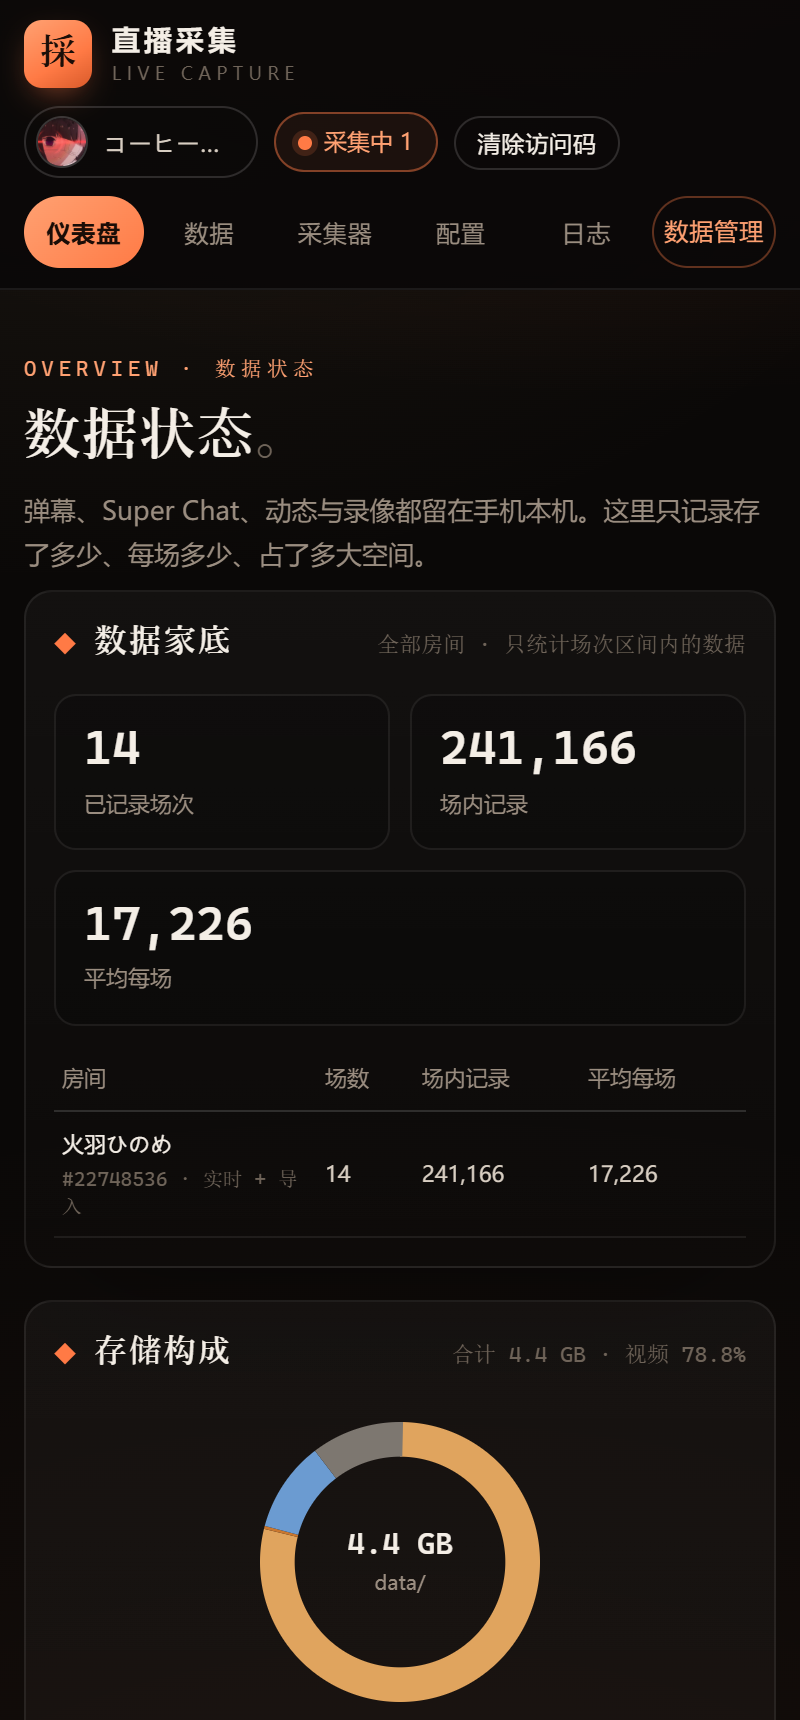 採
直播采集
LIVE CAPTURE
コーヒー...
采集中 1
清除访问码
仪表盘
数据
采集器
配置
日志
数据管理
OVERVIEW · 数据状态
数据状态。
弹幕、Super Chat、动态与录像都留在手机本机。这里只记录存
了多少、每场多少、占了多大空间。
数据家底
全部房间 · 只统计场次区间内的数据
14
已记录场次
241,166
场内记录
17,226
平均每场
房间 场数 场内记录 平均每场
火羽ひのめ
#22748536 · 实时 + 导
入
14 241,166 17,226
存储构成
合计 4.4 GB · 视频 78.8%
4.4 GB
data/